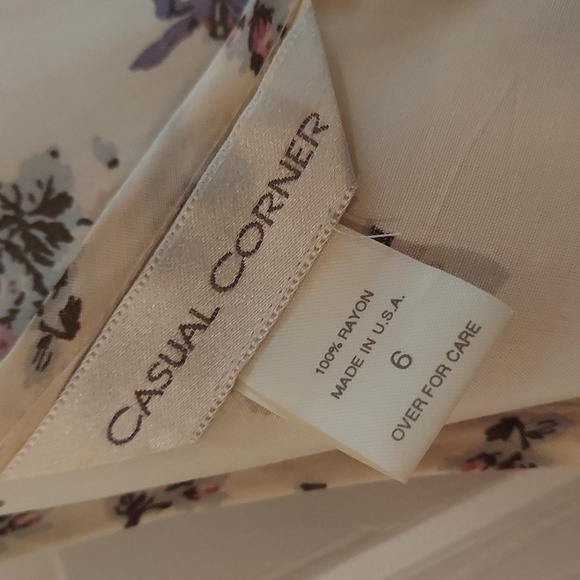 CASUAL CORNER
100% RAYON
MADE IN U.S.A.
6
OVER FOR CARE